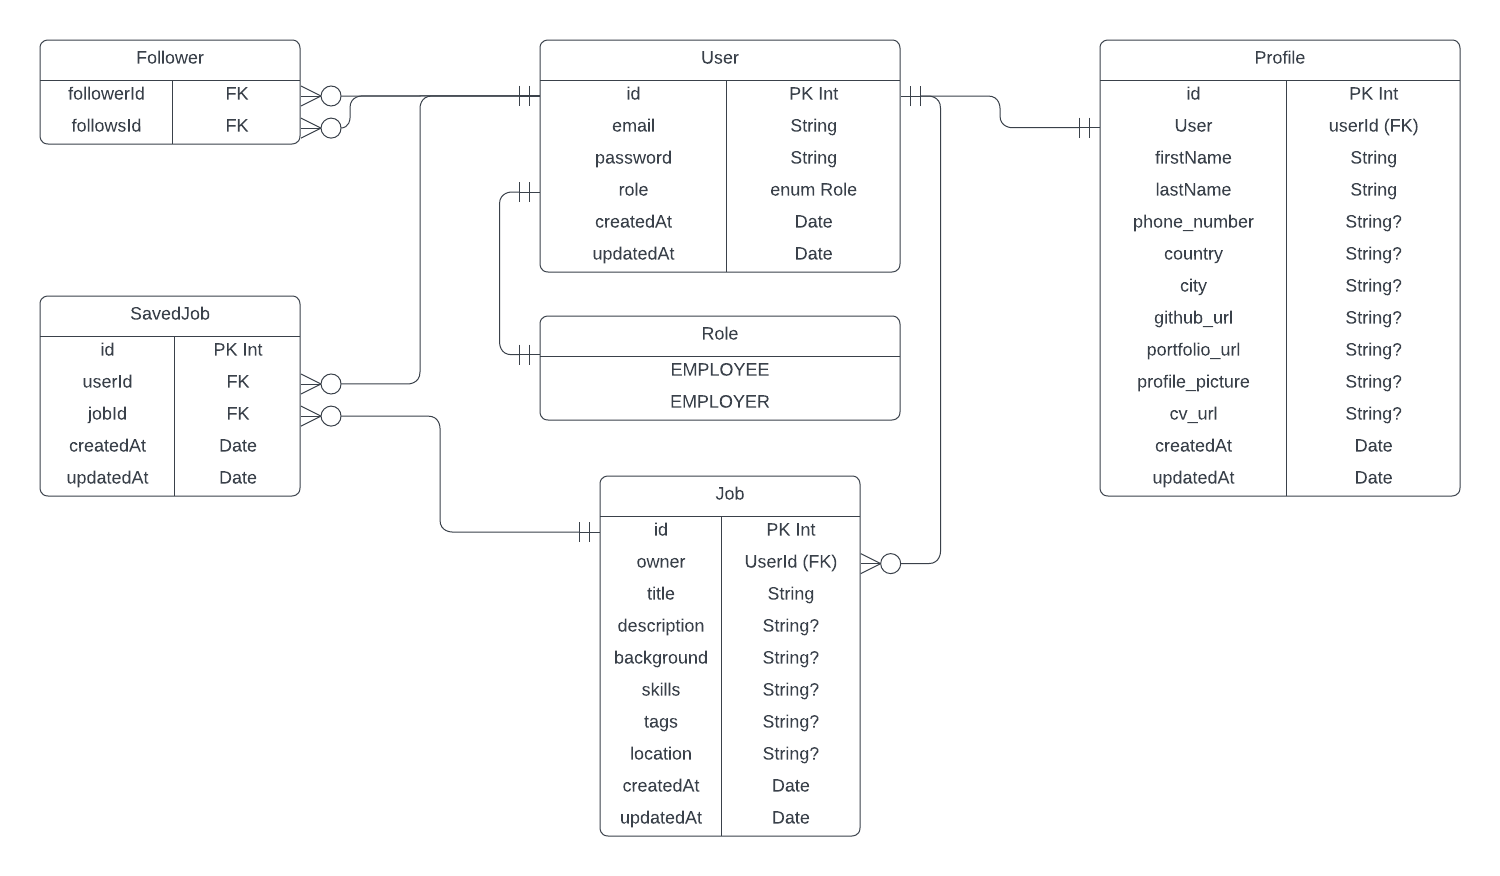 Follower
followerId FK
followsId FK
User
id PK Int
email String
password String
role enum Role
createdAt Date
updatedAt Date
Profile
id PK Int
User userId (FK)
firstName String
lastName String
phone_number String?
country String?
city String?
github_url String?
portfolio_url String?
profile_picture String?
cv_url String?
createdAt Date
updatedAt Date
SavedJob
id PK Int
userId FK
jobId FK
createdAt Date
updatedAt Date
Role
EMPLOYEE
EMPLOYER
Job
id PK Int
owner UserId (FK)
title String
description String?
background String?
skills String?
tags String?
location String?
createdAt Date
updatedAt Date